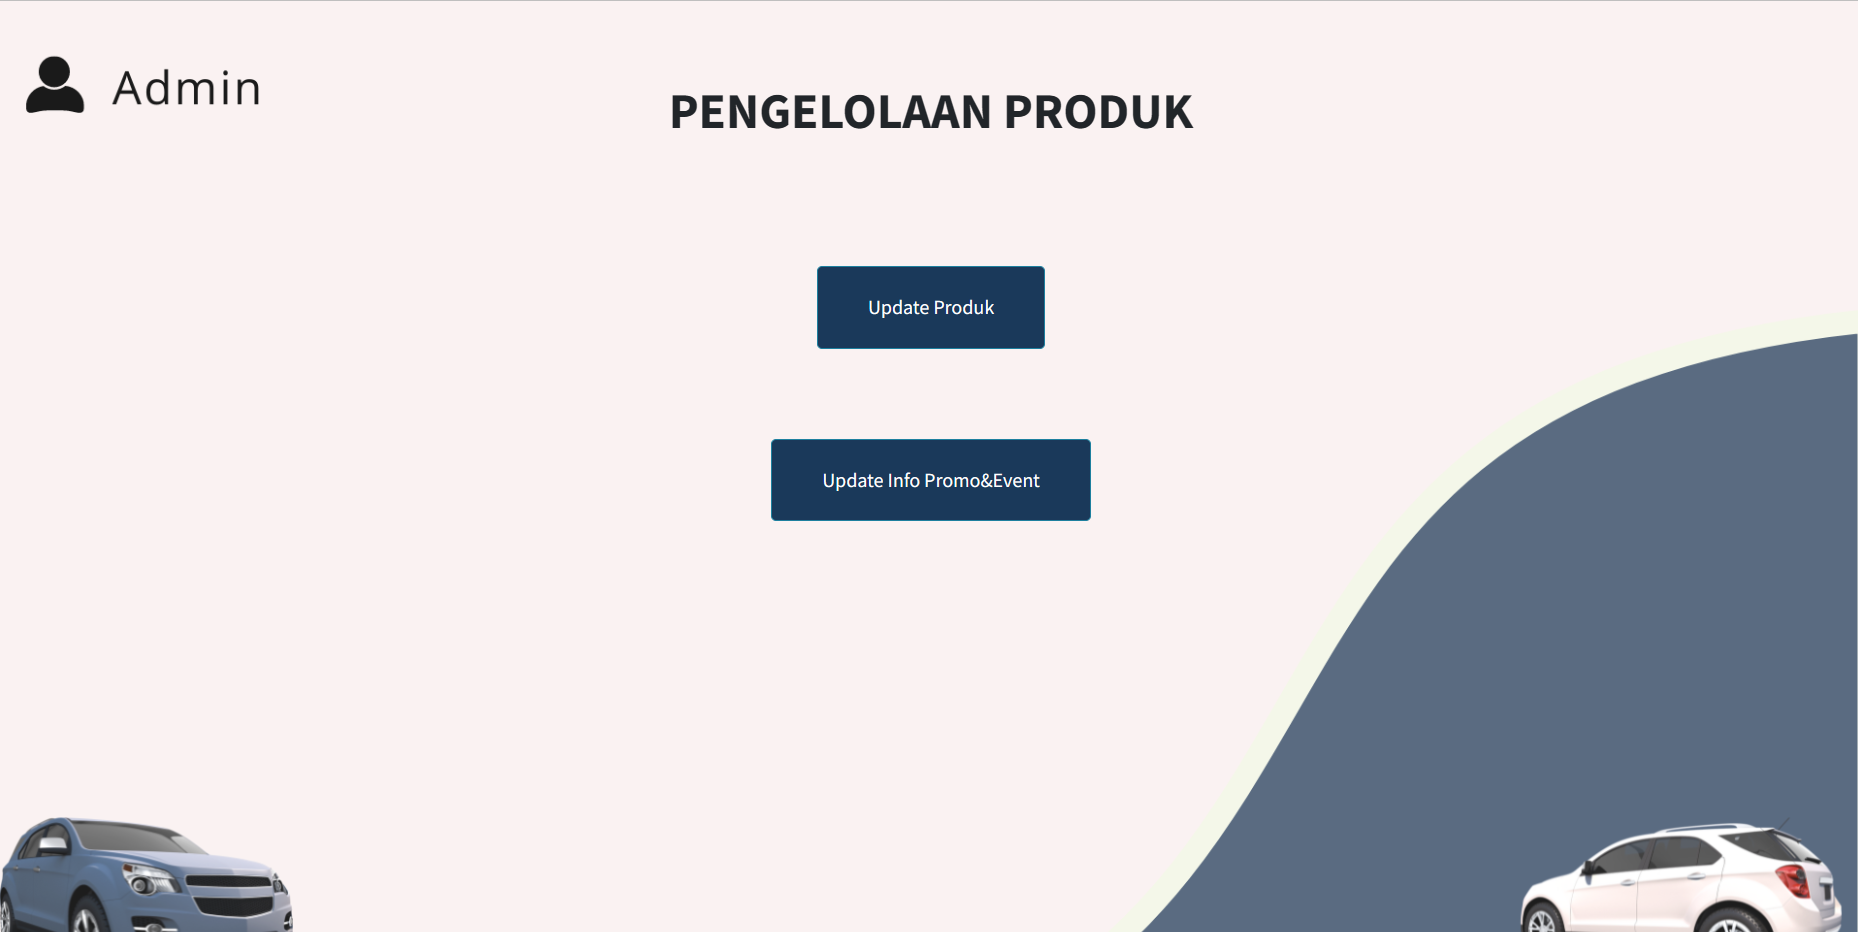 Admin
PENGELOLAAN PRODUK
Update Produk
Update Info Promo&Event